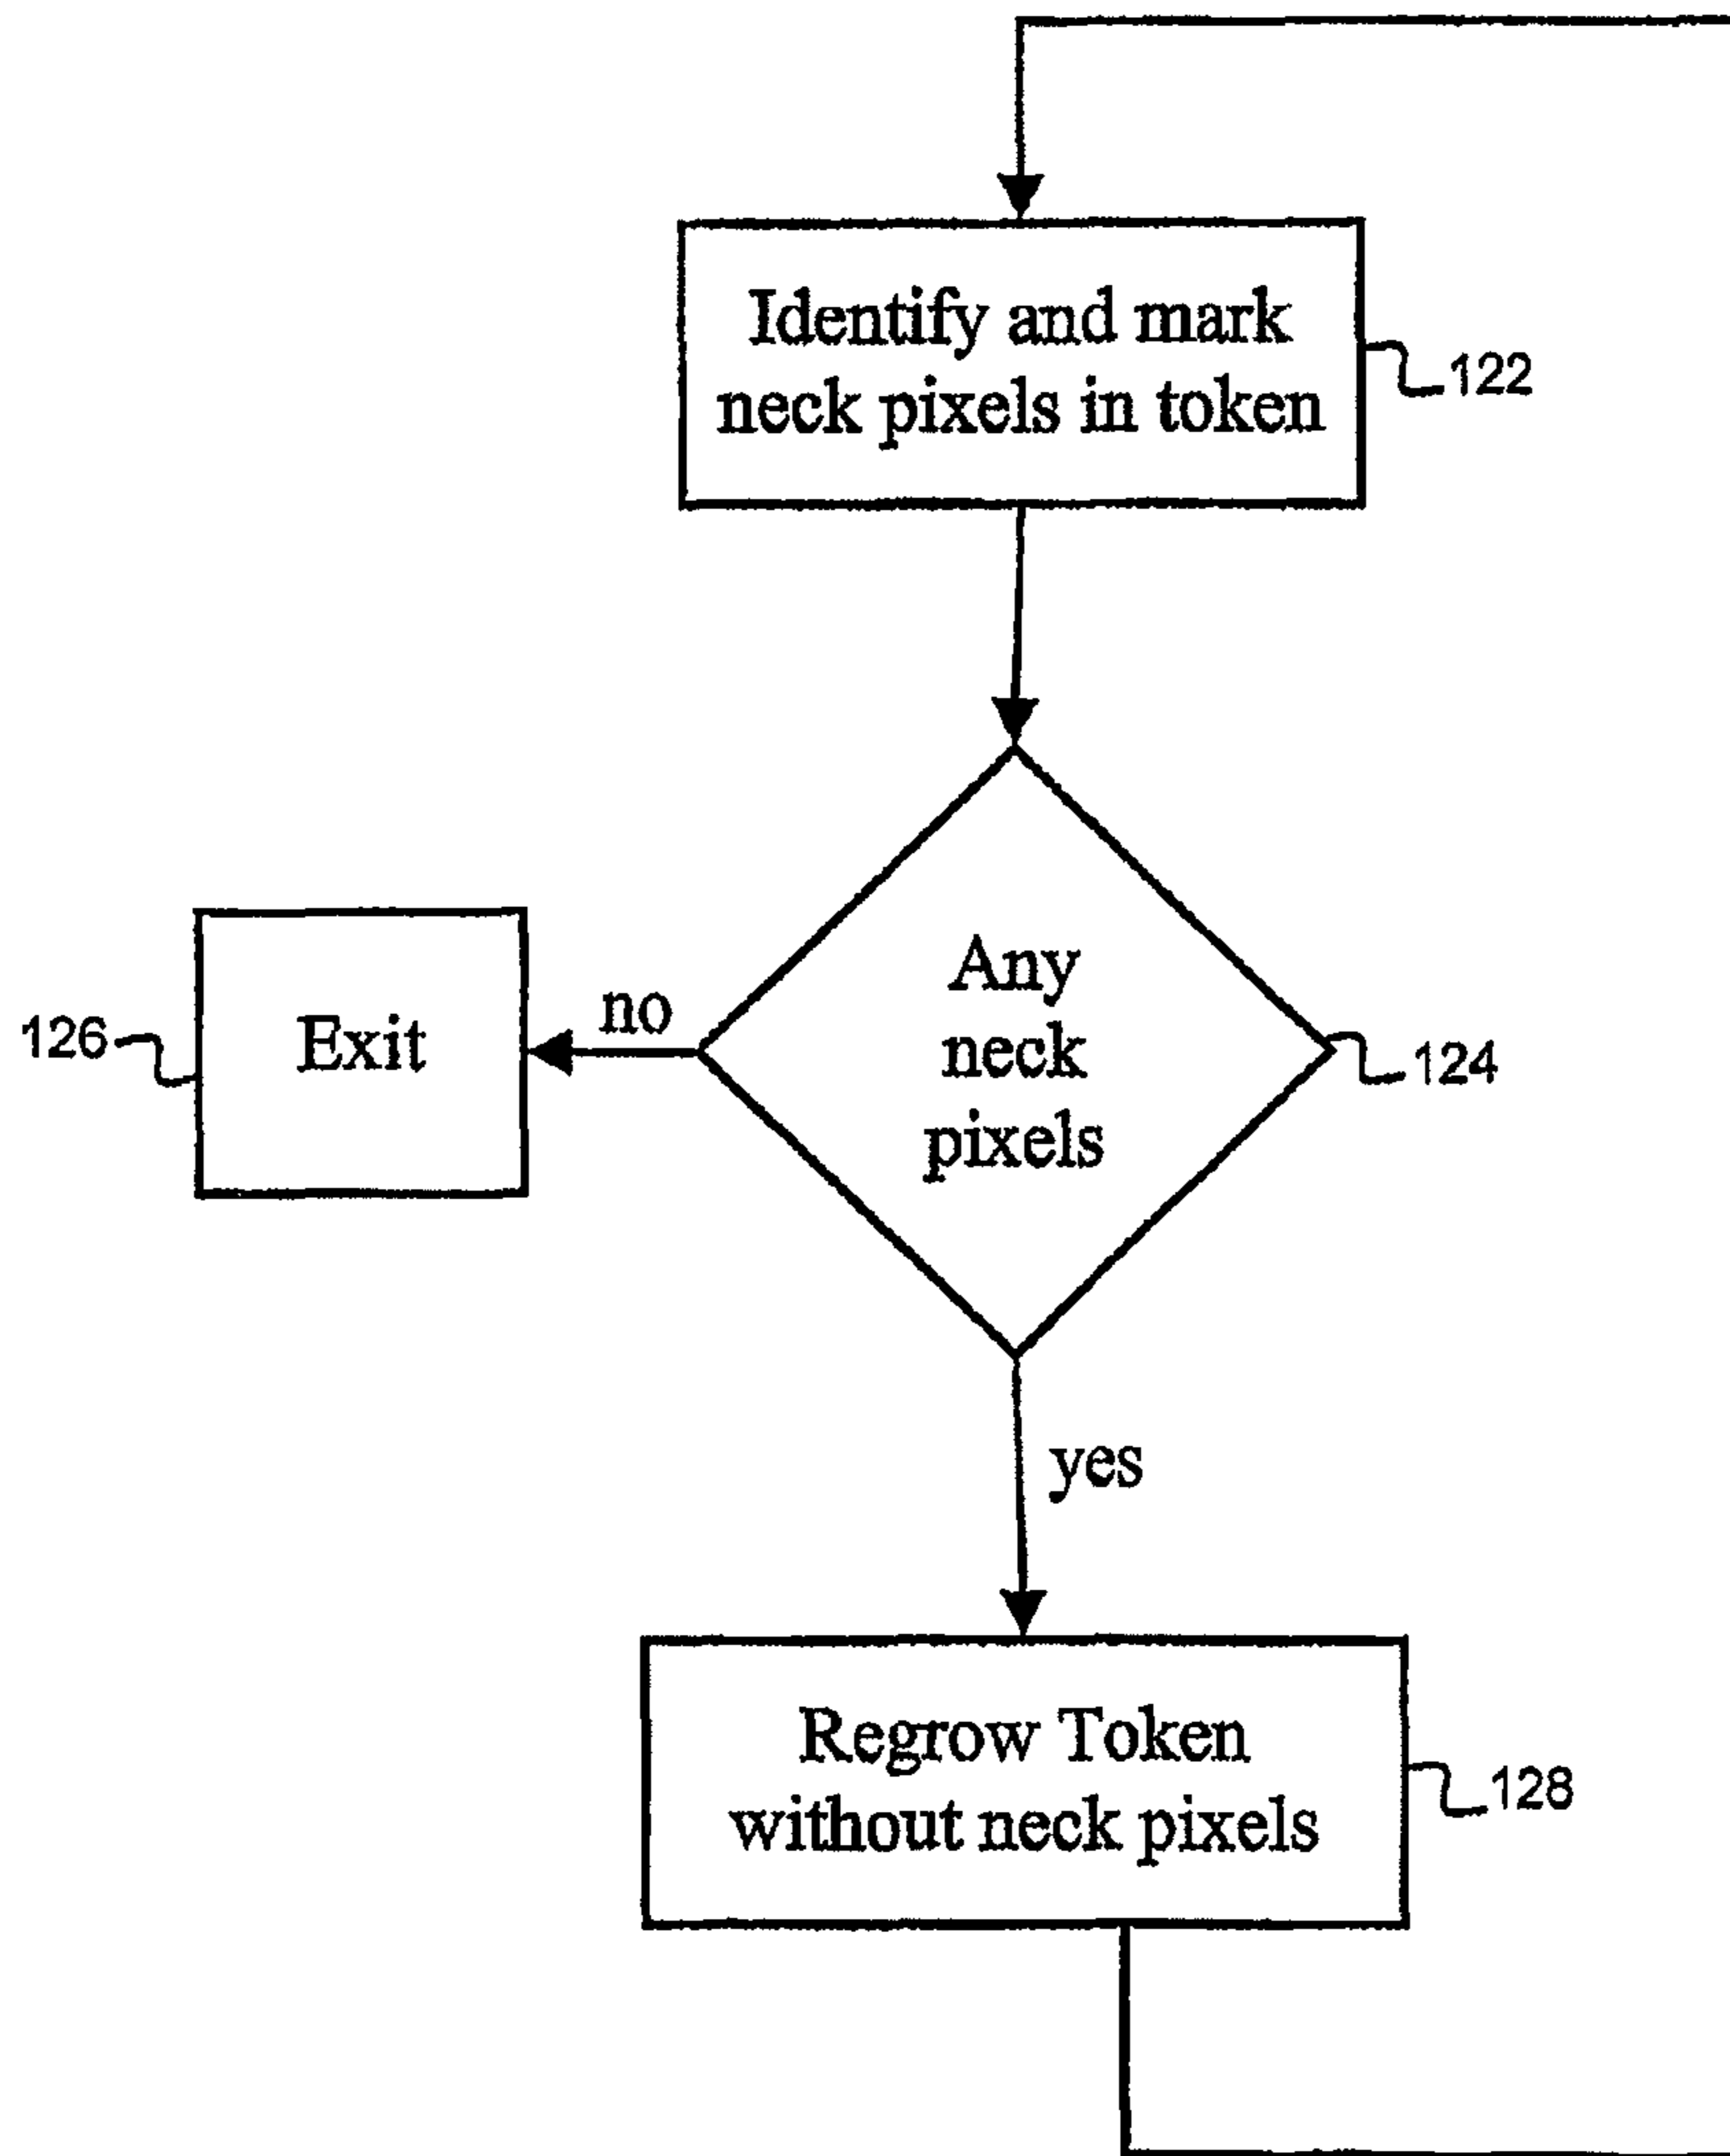 Identify and mark
neck pixels in token
122
Any
neck
pixels
124
no
Exit
126
yes
Regrow Token
without neck pixels
128